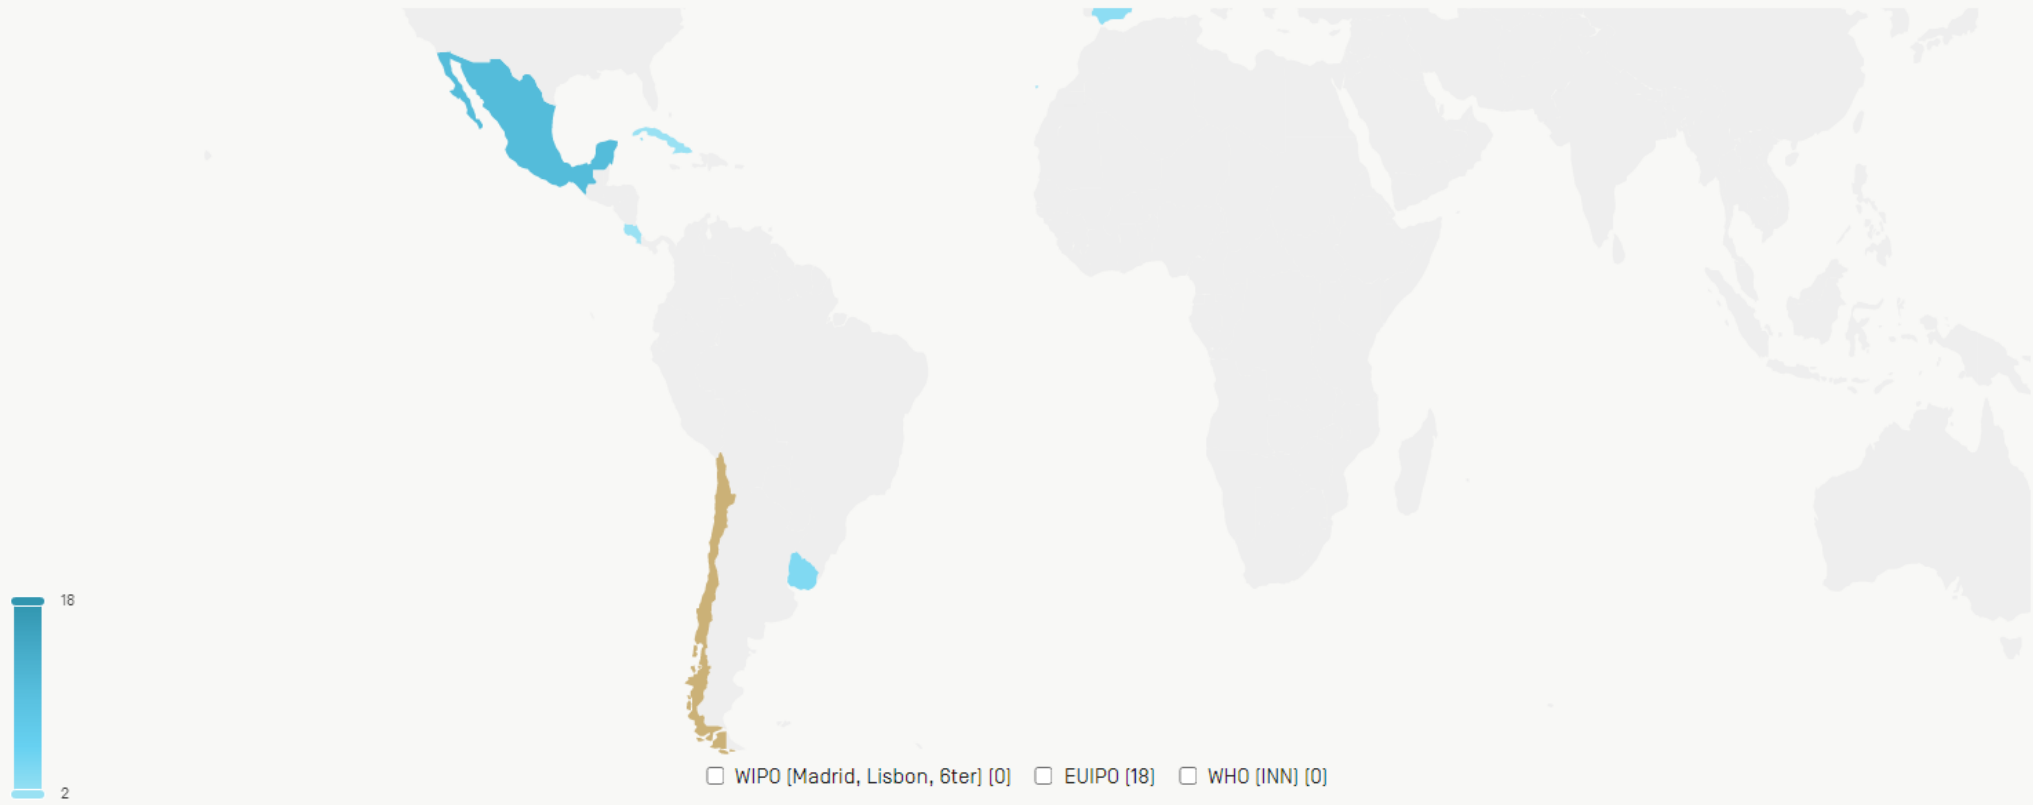 18
2
WIPO (Madrid, Lisbon, 6ter) (0) EUIPO (18) WHO (INN) (0)